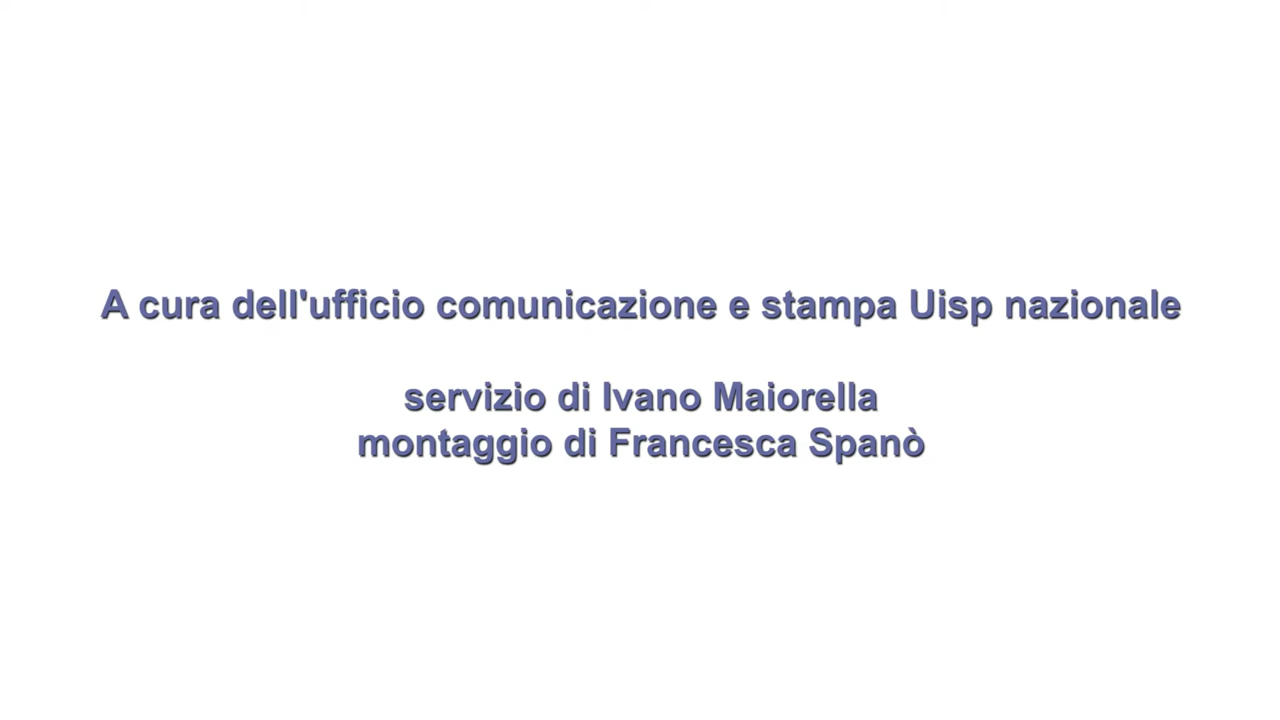 A cura dell'ufficio comunicazione e stampa Uisp nazionale
servizio di Ivano Maiorella
montaggio di Francesca Spanò